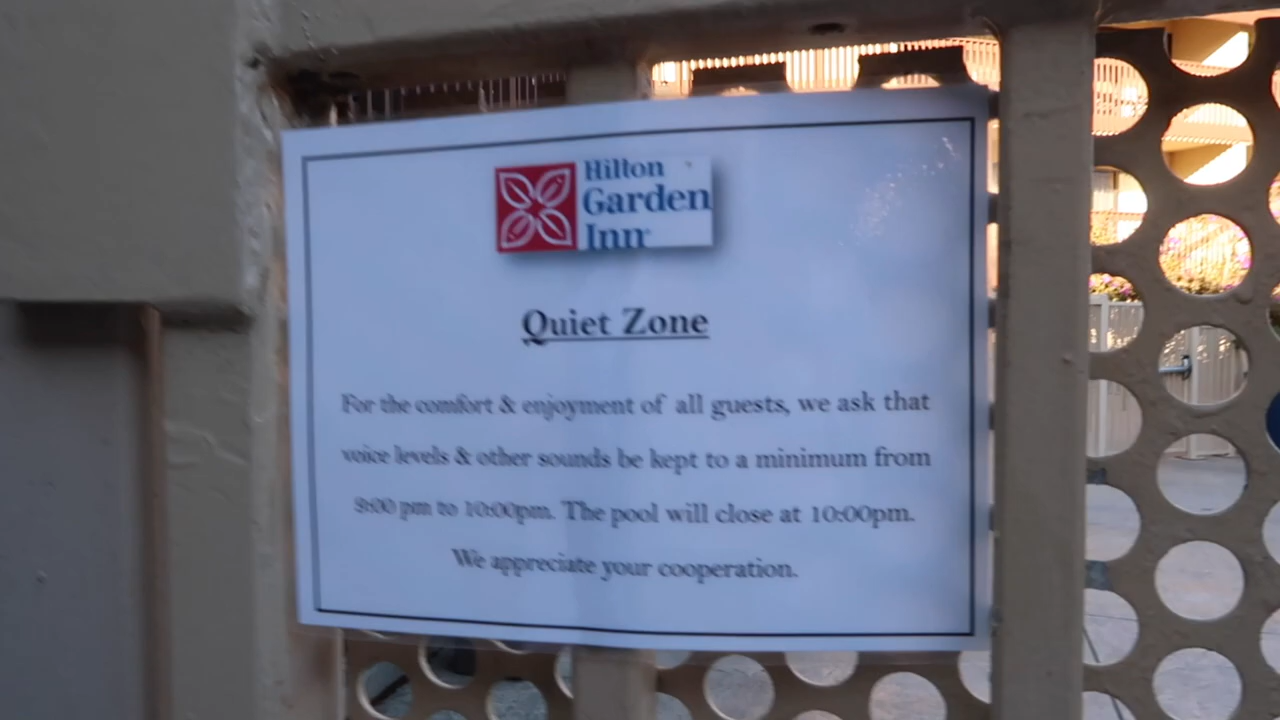 Hilton
Garden
Inn
Quiet Zone
For the comfort & enjoyment of all guests, we ask that
voice levels & other sounds be kept to a minimum from
9:00 pm to 10:00pm. The pool will close at 10:00pm.
We appreciate your cooperation.